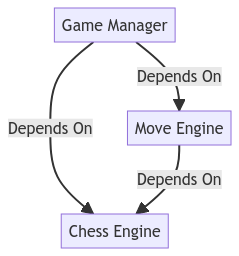 Game Manager
Depends On
Move Engine
Depends On
Depends On
Chess Engine